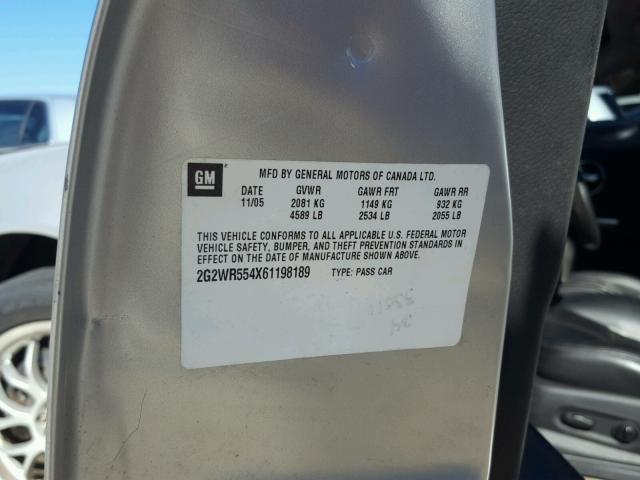 GM
MFD BY GENERAL MOTORS OF CANADA LTD.
DATE GVWR GAWR FRT GAWR RR
11/05 2081 KG 1149 KG 932 KG
4589 LB 2534 LB 2055 LB
THIS VEHICLE CONFORMS TO ALL APPLICABLE U.S. FEDERAL MOTOR
VEHICLE SAFETY, BUMPER, AND THEFT PREVENTION STANDARDS IN
EFFECT ON THE DATE OF MANUFACTURE SHOWN ABOVE.
2G2WR554X61198189 TYPE: PASS CAR